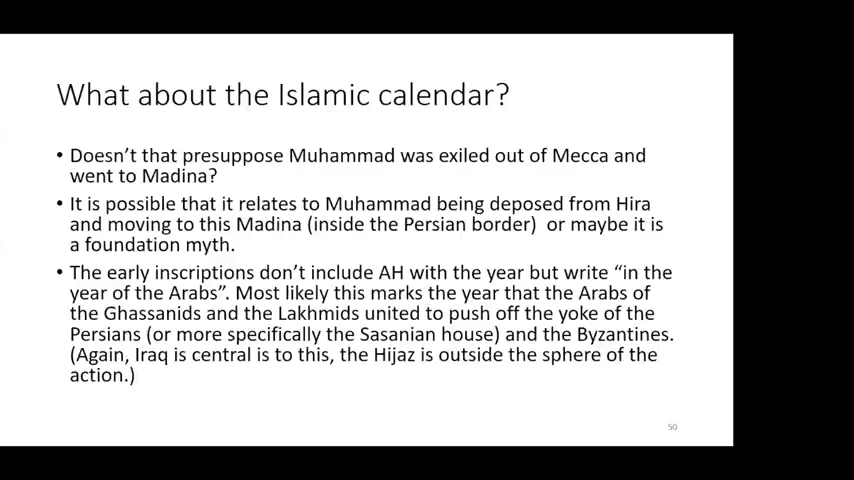 What about the Islamic calendar?
• Doesn't that presuppose Muhammad was exiled out of Mecca and
went to Madina?
• It is possible that it relates to Muhammad being deposed from Hira
and moving to this Madina (inside the Persian border)  or maybe it is
a foundation myth.
• The early inscriptions don't include AH with the year but write “in the
year of the Arabs”. Most likely this marks the year that the Arabs of
the Ghassanids and the Lakhmids united to push off the yoke of the
Persians (or more specifically the Sasanian house) and the Byzantines.
(Again, Iraq is central is to this, the Hijaz is outside the sphere of the
action.)
50